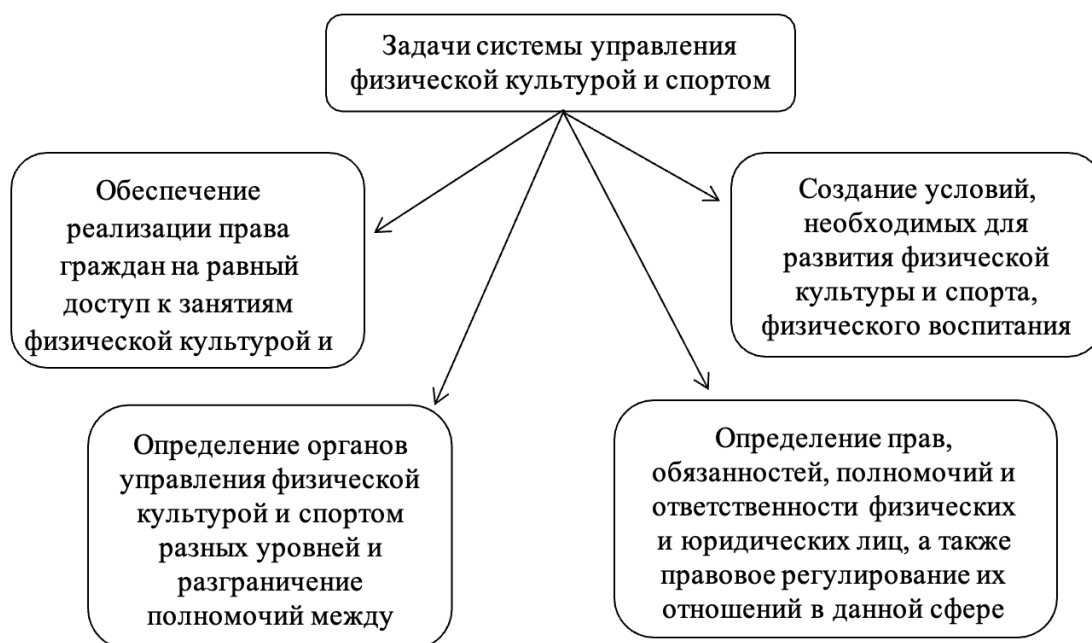 Задачи системы управления
физической культурой и спортом
Обеспечение
реализации права
граждан на равный
доступ к занятиям
физической культурой и
Создание условий,
необходимых для
развития физической
культуры и спорта,
физического воспитания
Определение органов
управления физической
культурой и спортом
разных уровней и
разграничение
полномочий между
Определение прав,
обязанностей, полномочий и
ответственности физических
и юридических лиц, а также
правовое регулирование их
отношений в данной сфере